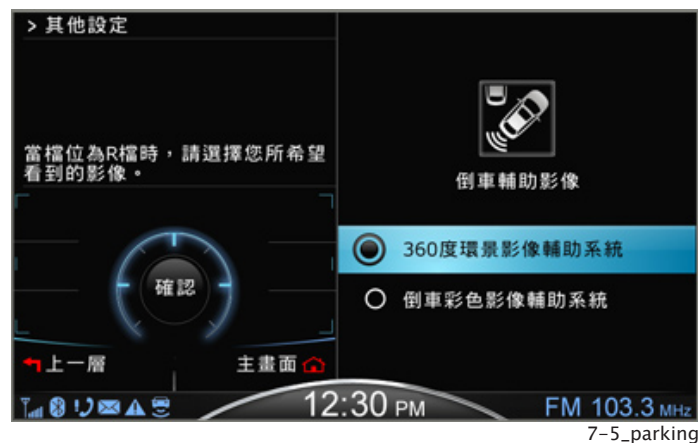 > 其他設定
當檔位為R檔時，請選擇您所希望
看到的影像。
確認
上一層
主畫面
倒車輔助影像
360度環景影像輔助系統
倒車彩色影像輔助系統
12:30 PM
FM 103.3 MHz
7-5_parking